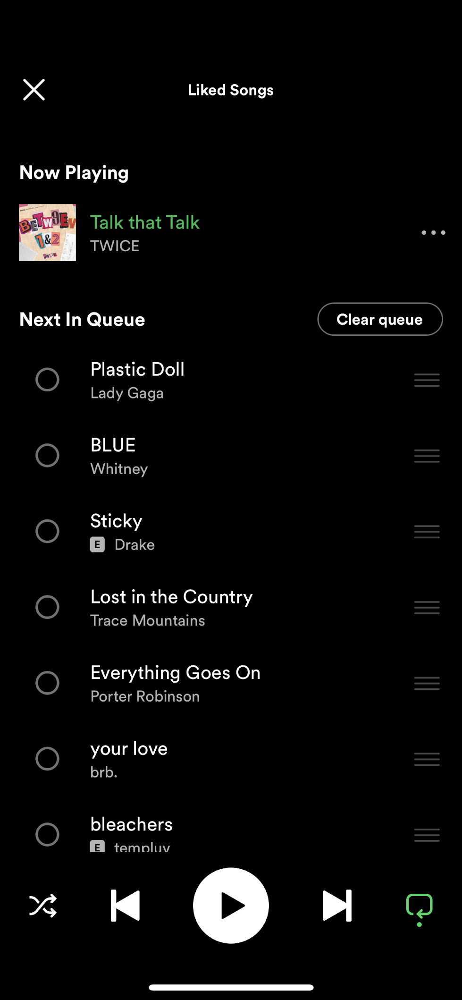 Liked Songs
Now Playing
BETWEEN
1&2
TWICE
Talk that Talk
TWICE
Next In Queue
Clear queue
Plastic Doll
Lady Gaga
BLUE
Whitney
Sticky
E Drake
Lost in the Country
Trace Mountains
Everything Goes On
Porter Robinson
your love
brb.
bleachers
E templuv